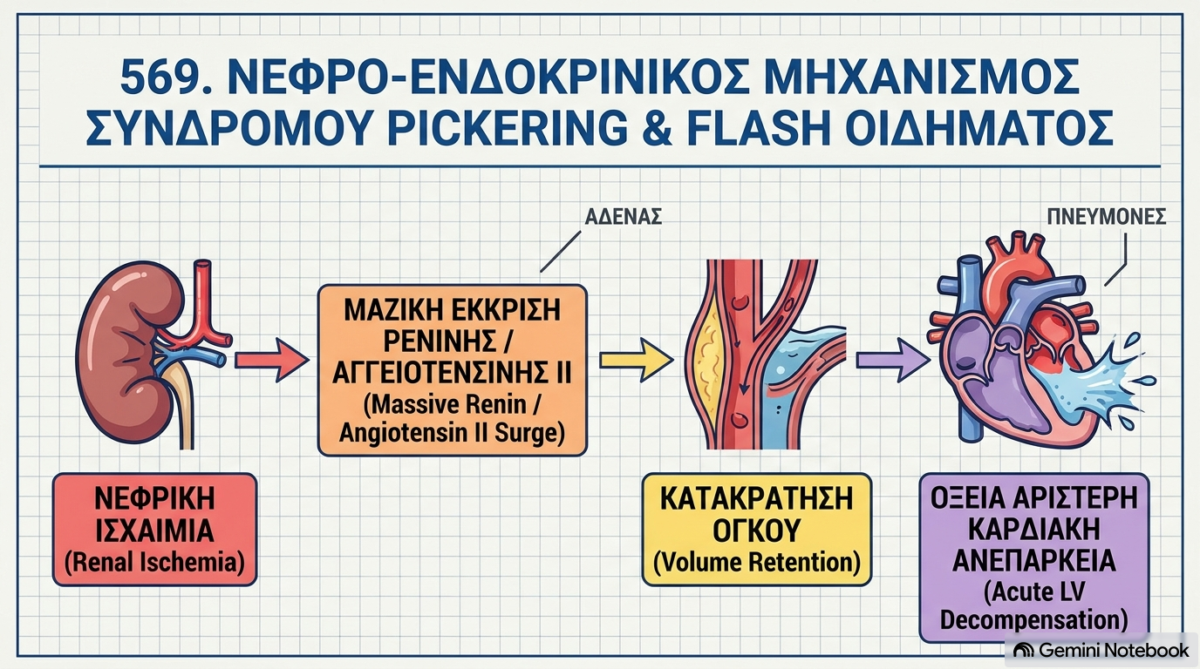 569. ΝΕΦΡΟ-ΕΝΔΟΚΡΙΝΙΚΟΣ ΜΗΧΑΝΙΣΜΟΣ
ΣΥΝΔΡΟΜΟΥ PICKERING & FLASH ΟΙΔΗΜΑΤΟΣ
ΑΔΕΝΑΣ
ΠΝΕΥΜΟΝΕΣ
ΜΑΖΙΚΗ ΕΚΚΡΙΣΗ
ΡΕΝΙΝΗΣ /
ΑΓΓΕΙΟΤΕΝΣΙΝΗΣ II
(Massive Renin /
Angiotensin II Surge)
ΝΕΦΡΙΚΗ
ΙΣΧΑΙΜΙΑ
(Renal Ischemia)
ΚΑΤΑΚΡΑΤΗΣΗ
ΟΓΚΟΥ
(Volume Retention)
ΟΞΕΙΑ ΑΡΙΣΤΕΡΗ
ΚΑΡΔΙΑΚΗ
ΑΝΕΠΑΡΚΕΙΑ
(Acute LV
Decompensation)
Gemini Notebook